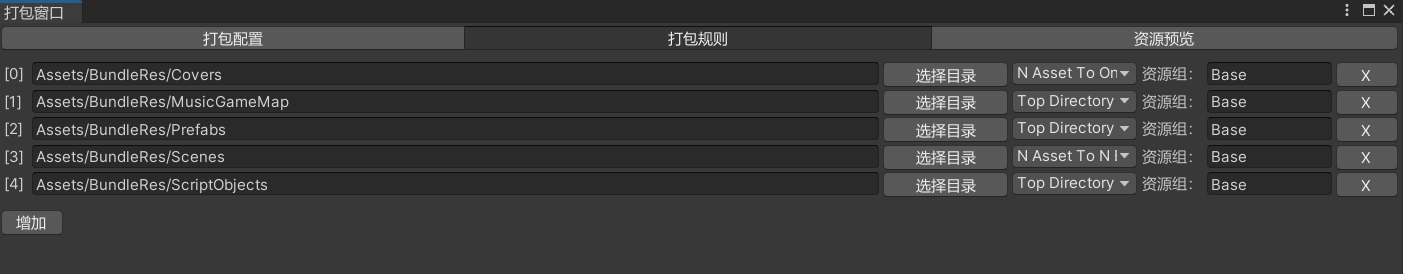 打包窗口
打包配置 打包规则 资源预览
[0] Assets/BundleRes/Covers 选择目录 N Asset To On 资源组: Base X
[1] Assets/BundleRes/MusicGameMap 选择目录 Top Directory 资源组: Base X
[2] Assets/BundleRes/Prefabs 选择目录 Top Directory 资源组: Base X
[3] Assets/BundleRes/Scenes 选择目录 N Asset To N 资源组: Base X
[4] Assets/BundleRes/ScriptObjects 选择目录 Top Directory 资源组: Base X
增加